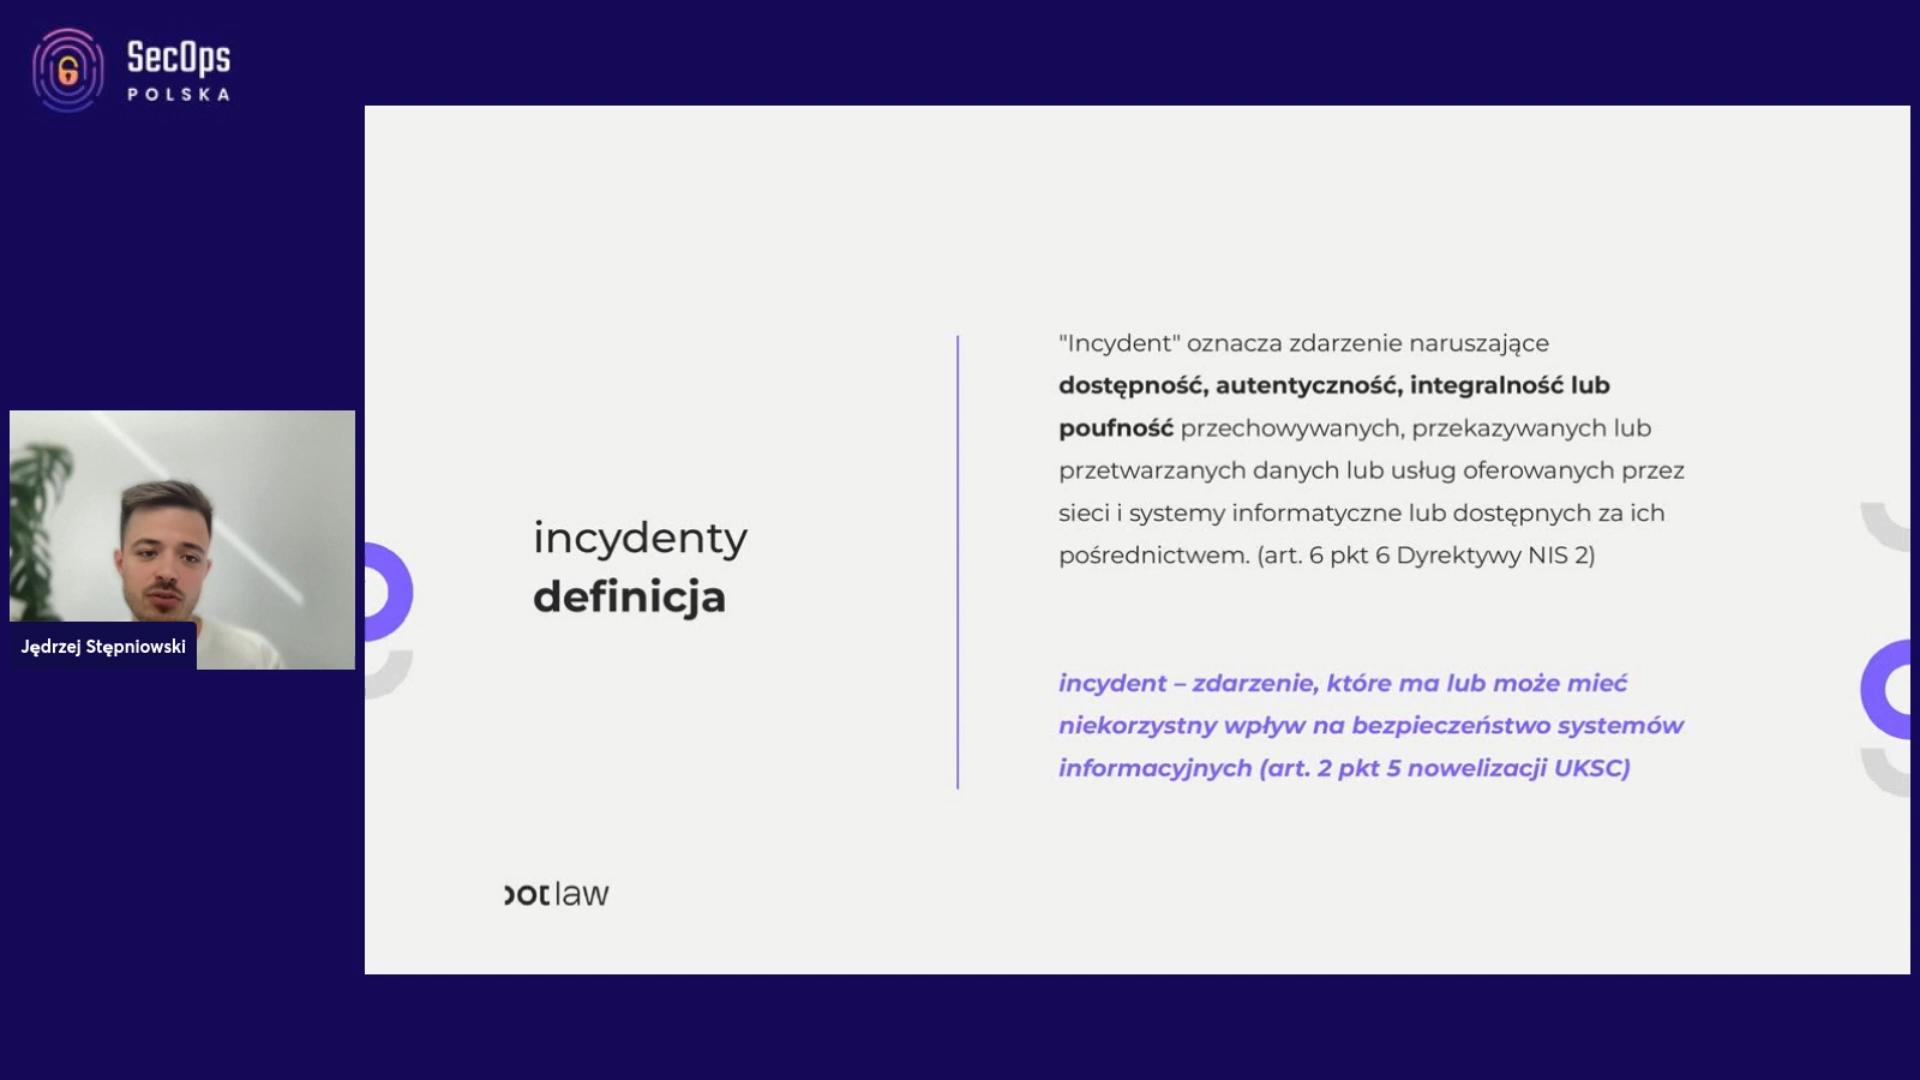 SecOps
POLSKA
Jędrzej Stępniowski
incydenty
definicja
"Incydent" oznacza zdarzenie naruszające
dostępność, autentyczność, integralność lub
poufność przechowywanych, przekazywanych lub
przetwarzanych danych lub usług oferowanych przez
sieci i systemy informatyczne lub dostępnych za ich
pośrednictwem. (art. 6 pkt 6 Dyrektywy NIS 2)
incydent – zdarzenie, które ma lub może mieć
niekorzystny wpływ na bezpieczeństwo systemów
informacyjnych (art. 2 pkt 5 nowelizacji UKSC)
law